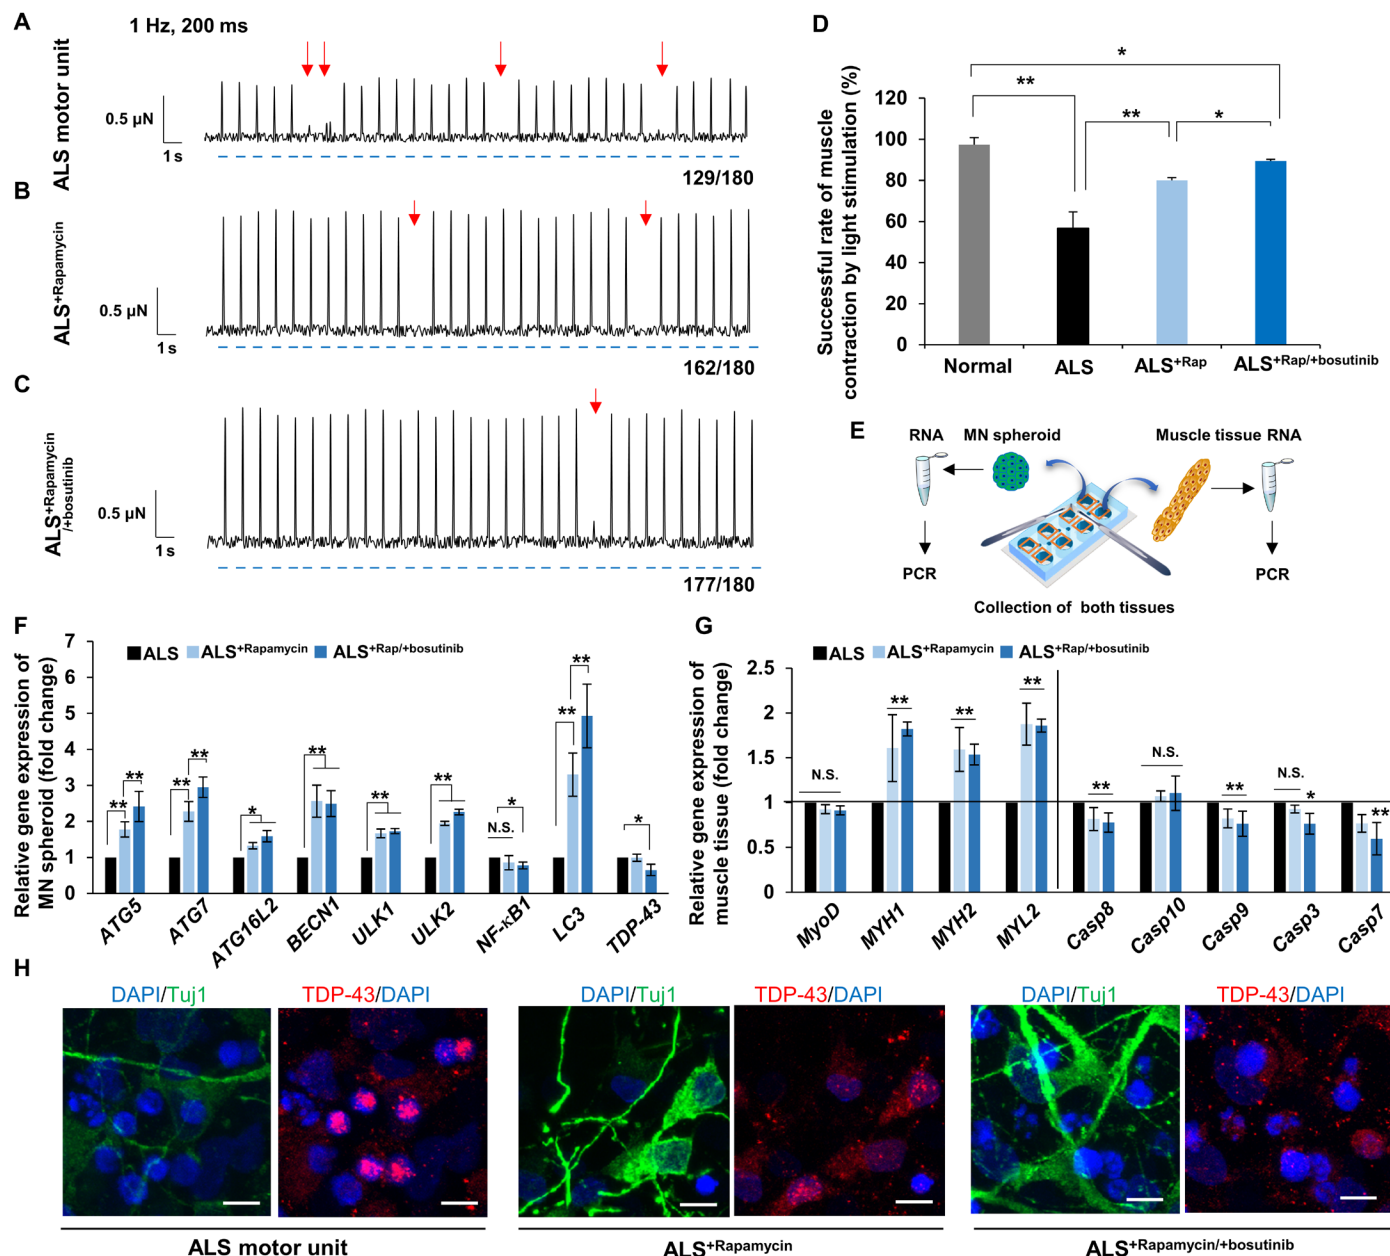 A
1 Hz, 200 ms
ALS motor unit
0.5 µN
1 s
129/180
B
ALS+Rapamycin
0.5 µN
1 s
162/180
C
ALS+Rapamycin
/+bosutinib
0.5 µN
1 s
177/180
D
Successful rate of muscle
contraction by light stimulation (%)
120
100
80
60
40
20
0
*
**
**
*
Normal
ALS
ALS+Rap
ALS+Rap/+bosutinib
E
RNA
MN spheroid
Muscle tissue RNA
PCR
PCR
Collection of both tissues
F
Relative gene expression of
MN spheroid (fold change)
7
6
5
4
3
2
1
0
ALS
ALS+Rapamycin
ALS+Rap/+bosutinib
**
**
**
**
*
**
**
**
N.S.
*
**
**
*
ATG5
ATG7
ATG16L2
BECN1
ULK1
ULK2
NF-κB1
LC3
TDP-43
G
Relative gene expression of
muscle tissue (fold change)
2.5
2
1.5
1
0.5
0
ALS
ALS+Rapamycin
ALS+Rap/+bosutinib
N.S.
**
**
**
**
N.S.
**
N.S.
*
**
MyoD
MYH1
MYH2
MYL2
Casp8
Casp10
Casp9
Casp3
Casp7
H
DAPI/Tuj1
TDP-43/DAPI
DAPI/Tuj1
TDP-43/DAPI
DAPI/Tuj1
TDP-43/DAPI
ALS motor unit
ALS+Rapamycin
ALS+Rapamycin/+bosutinib